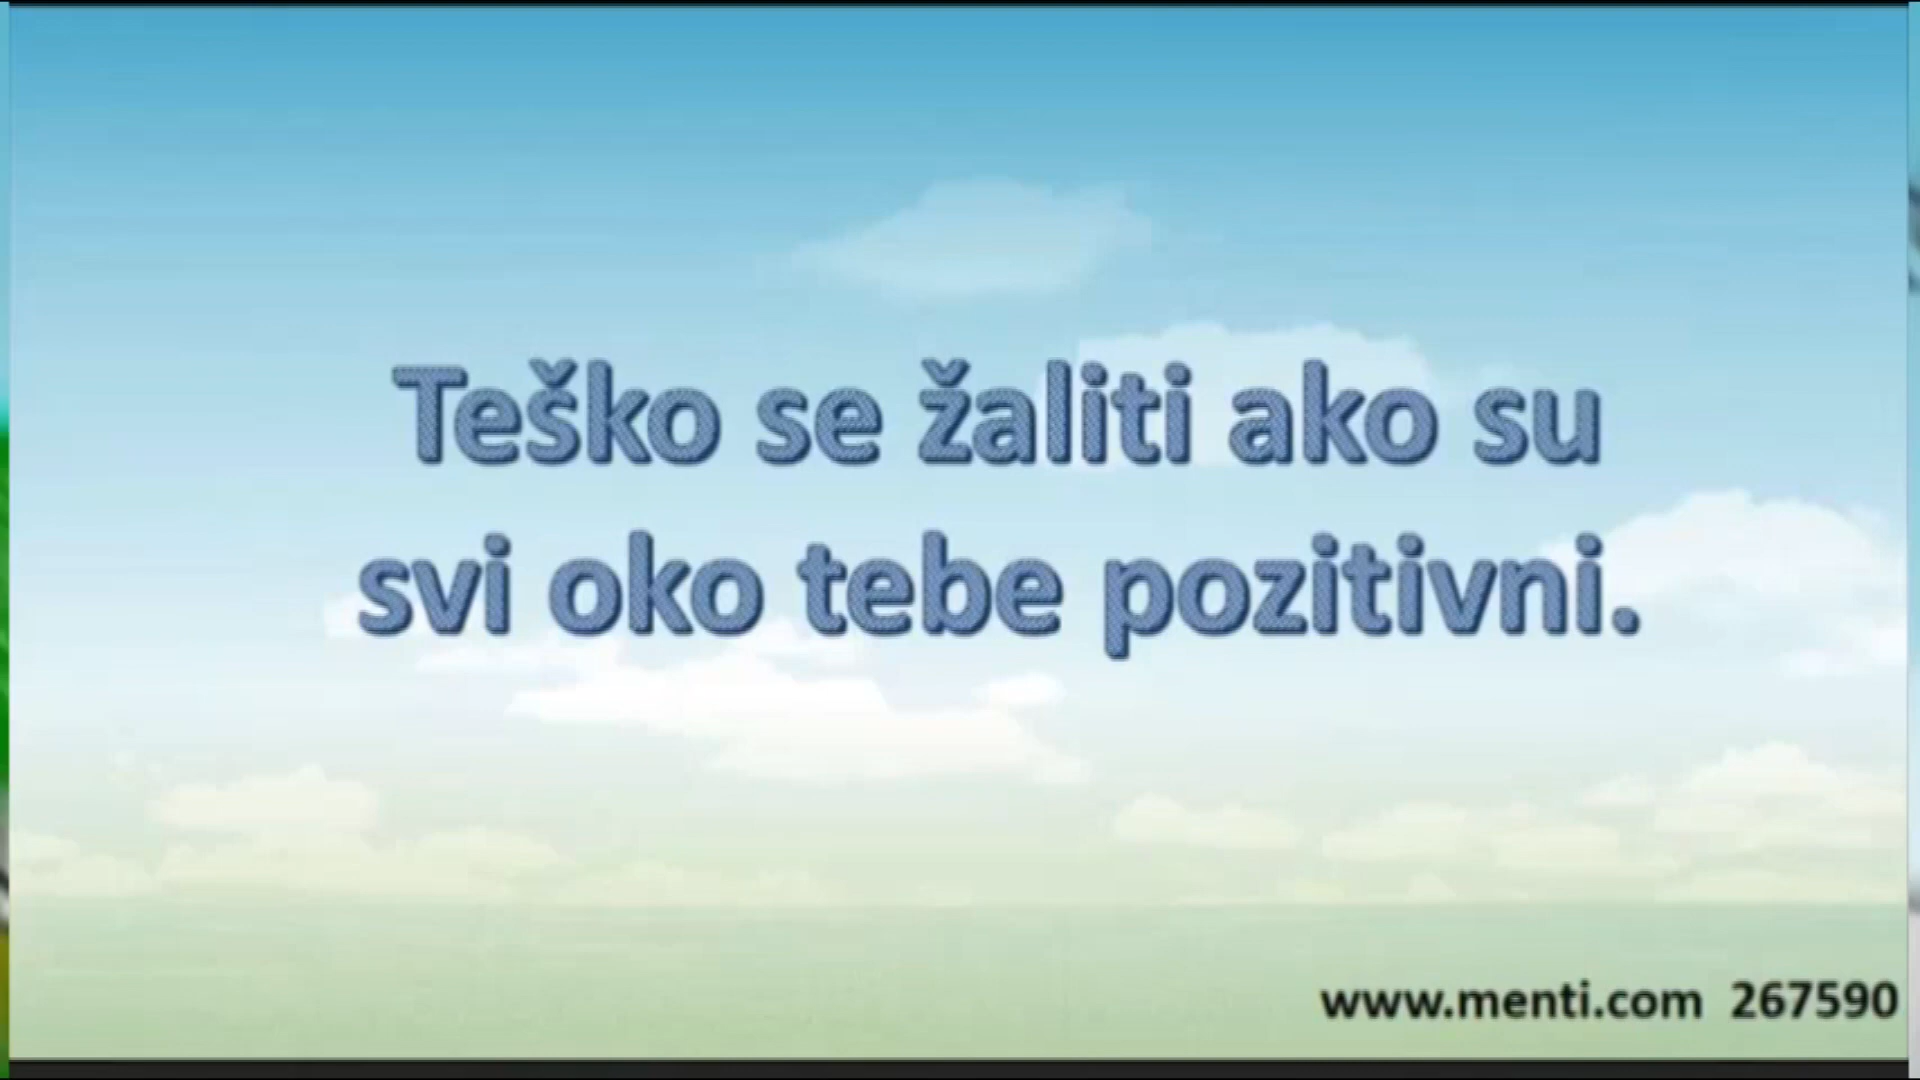 Teško se žaliti ako su
svi oko tebe pozitivni.
www.menti.com 267590